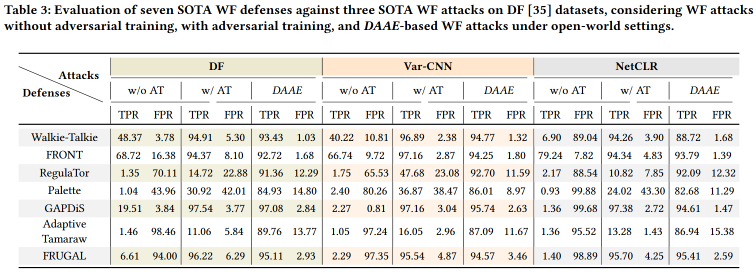 Table 3: Evaluation of seven SOTA WF defenses against three SOTA WF attacks on DF [35] datasets, considering WF attacks
without adversarial training, with adversarial training, and DAAE-based WF attacks under open-world settings.
Attacks DF Var-CNN NetCLR
Defenses w/o AT w/ AT DAAE w/o AT w/ AT DAAE w/o AT w/ AT DAAE
TPR FPR TPR FPR TPR FPR TPR FPR TPR FPR TPR FPR TPR FPR TPR FPR TPR FPR
Walkie-Talkie 48.37 3.78 94.91 5.30 93.43 1.03 40.22 10.81 96.89 2.38 94.77 1.32 6.90 89.04 94.26 3.90 88.72 1.68
FRONT 68.72 16.38 94.37 8.10 92.72 1.68 66.74 9.72 97.16 2.87 94.25 1.80 79.24 7.82 94.34 4.83 93.79 1.39
RegulaTor 1.35 70.11 14.72 22.88 91.36 12.29 1.75 65.53 47.68 23.08 92.70 11.59 2.17 88.54 10.82 7.85 92.09 12.32
Palette 1.04 43.96 30.92 42.01 84.93 14.80 2.40 80.26 36.87 38.47 86.01 8.97 0.93 99.88 24.02 43.30 82.68 11.29
GAPDiS 19.51 3.84 97.54 3.77 97.08 2.84 2.27 0.81 97.16 3.04 95.74 2.63 1.36 99.68 97.38 2.72 94.61 1.47
Adaptive
Tamaraw 1.46 98.46 11.06 5.84 89.76 13.77 1.05 97.24 16.05 2.96 87.09 11.67 1.36 95.52 13.28 1.43 86.94 15.38
FRUGAL 6.61 94.00 96.22 6.29 95.11 2.93 2.29 97.35 95.54 4.87 94.57 3.46 1.40 98.89 95.70 4.25 95.41 2.59